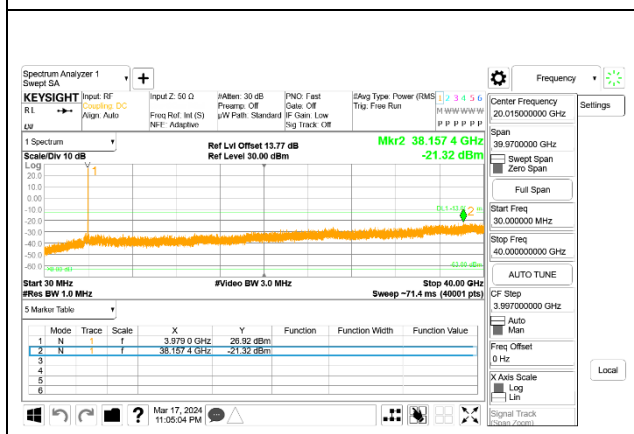 Spectrum Analyzer 1
Swept SA
Frequency
Settings
KEYSIGHT
RL
Input: RF
Coupling: DC
Align: Auto
Input Z: 50 Ω
Freq Ref: Int (S)
NFE: Adaptive
#Atten: 30 dB
Preamp: Off
µW Path: Standard
PNO: Fast
Gate: Off
IF Gain: Low
Sig Track: Off
#Avg Type: Power (RMS
Trig: Free Run
1 2 3 4 5 6
M W W W W W
P P P P P P
1 Spectrum
Scale/Div 10 dB
Ref Lvl Offset 13.77 dB
Ref Level 30.00 dBm
Mkr2 38.157 4 GHz
-21.32 dBm
Log
20.0
10.0
0.00
-10.0
-20.0
-30.0
-40.0
-50.0
-60.0
1
2
Start 30 MHz
#Res BW 1.0 MHz
#Video BW 3.0 MHz
Stop 40.00 GHz
Sweep ~71.4 ms (40001 pts)
5 Marker Table
Mode Trace Scale X Y Function Function Width Function Value
1 N 1 f 3.979 0 GHz 26.92 dBm
2 N 1 f 38.157 4 GHz -21.32 dBm
3
4
5
6
Center Frequency
20.015000000 GHz
Span
39.9700000 GHz
Swept Span
Zero Span
Full Span
Start Freq
30.000000 MHz
Stop Freq
40.000000000 GHz
AUTO TUNE
CF Step
3.997000000 GHz
Auto
Man
Freq Offset
0 Hz
X Axis Scale
Log
Lin
Signal Track
(Span Zoom)
Local
?
Mar 17, 2024
11:05:04 PM